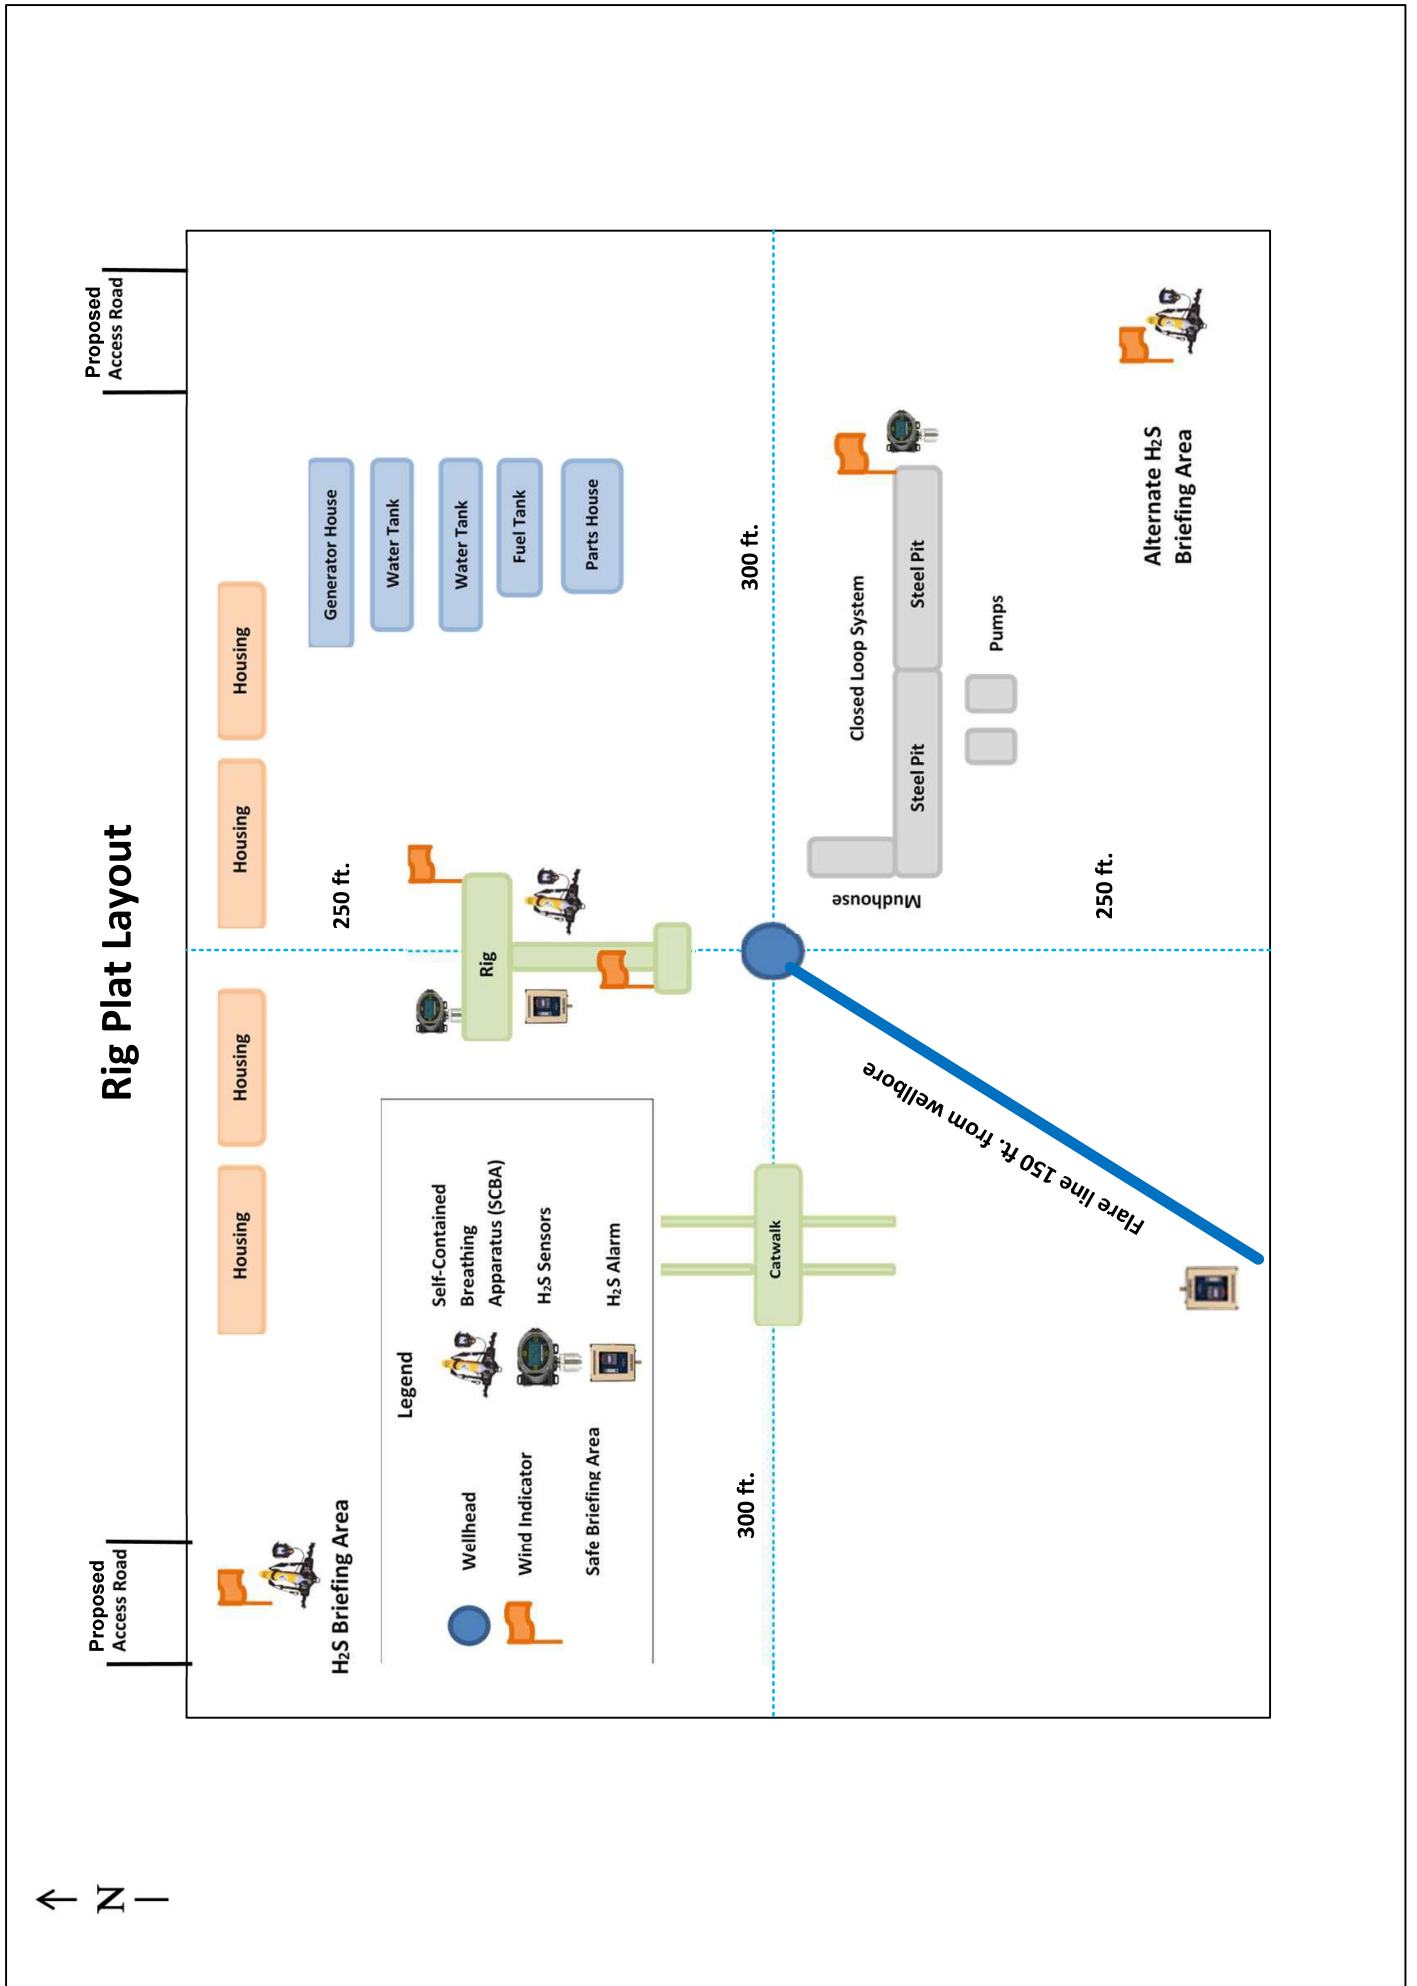 Rig Plat Layout
Proposed
Access Road
Proposed
Access Road
H₂S Briefing Area
Housing
Housing
Housing
Housing
250 ft.
Generator House
Water Tank
Water Tank
Fuel Tank
Parts House
Rig
Legend
Wellhead
Wind Indicator
Safe Briefing Area
Self-Contained
Breathing
Apparatus (SCBA)
H₂S Sensors
H₂S Alarm
300 ft.
300 ft.
Catwalk
Mudhouse
Closed Loop System
Steel Pit
Steel Pit
Pumps
Flare line 150 ft. from wellbore
250 ft.
Alternate H₂S
Briefing Area
N